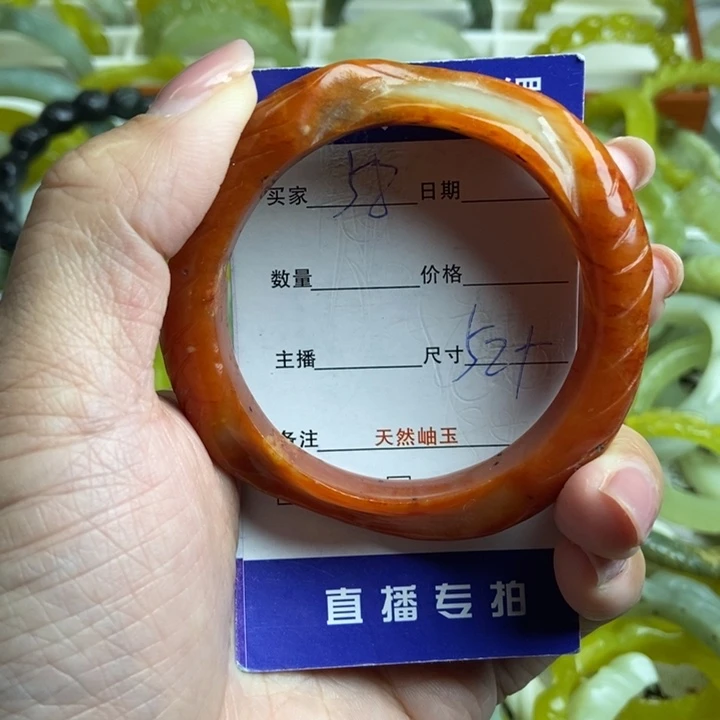 买家 58 日期
数量 价格
主播 尺寸 52+
备注 天然岫玉
直播专拍